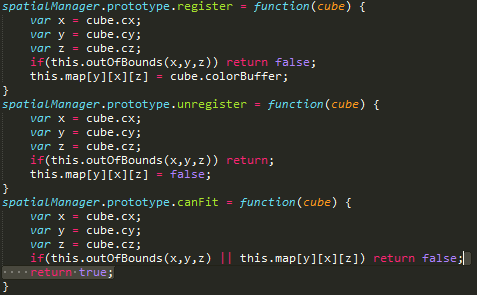 spatialManager.prototype.register = function(cube) {
    var x = cube.cx;
    var y = cube.cy;
    var z = cube.cz;
    if(this.outOfBounds(x,y,z)) return false;
    this.map[y][x][z] = cube.colorBuffer;
}
spatialManager.prototype.unregister = function(cube) {
    var x = cube.cx;
    var y = cube.cy;
    var z = cube.cz;
    if(this.outOfBounds(x,y,z)) return;
    this.map[y][x][z] = false;
}
spatialManager.prototype.canFit = function(cube) {
    var x = cube.cx;
    var y = cube.cy;
    var z = cube.cz;
    if(this.outOfBounds(x,y,z) || this.map[y][x][z]) return false;
    return true;
}